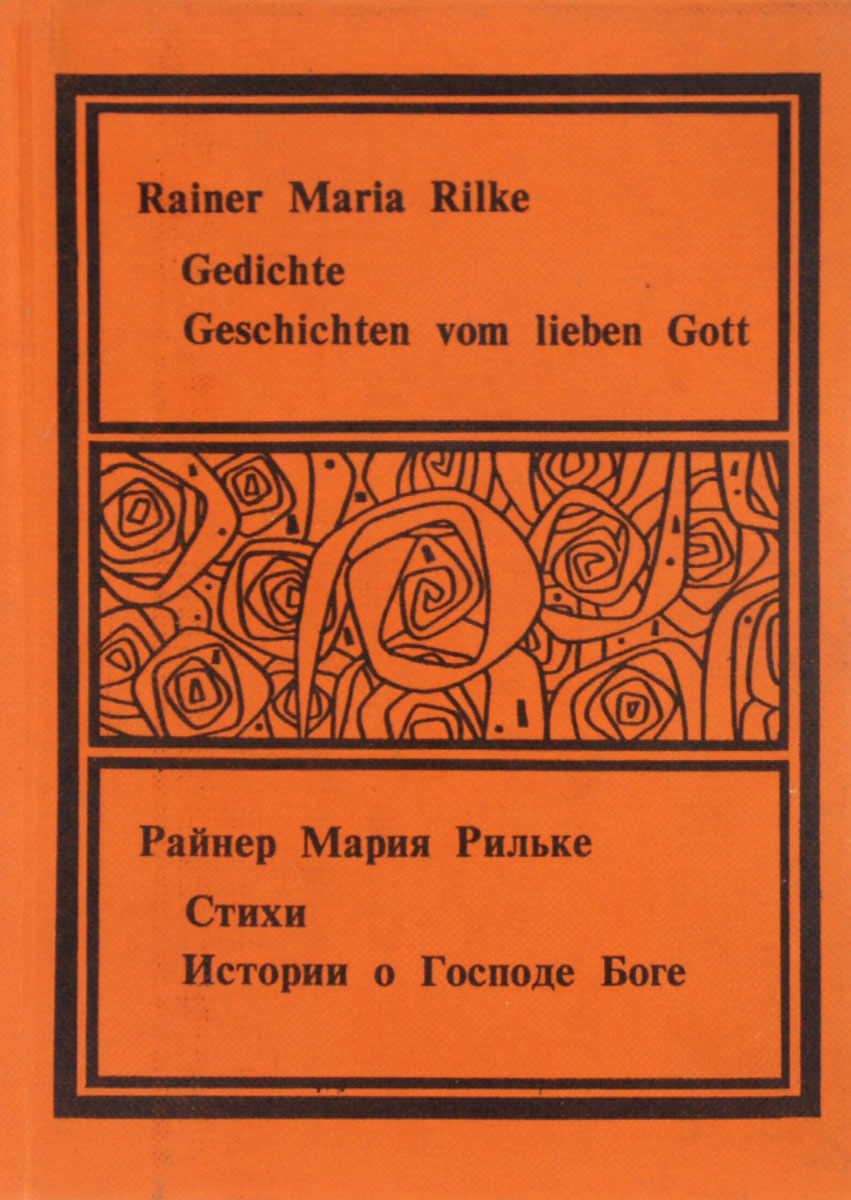 Rainer Maria Rilke
Gedichte
Geschichten vom lieben Gott
Райнер Мария Рильке
Стихи
Истории о Господе Боге